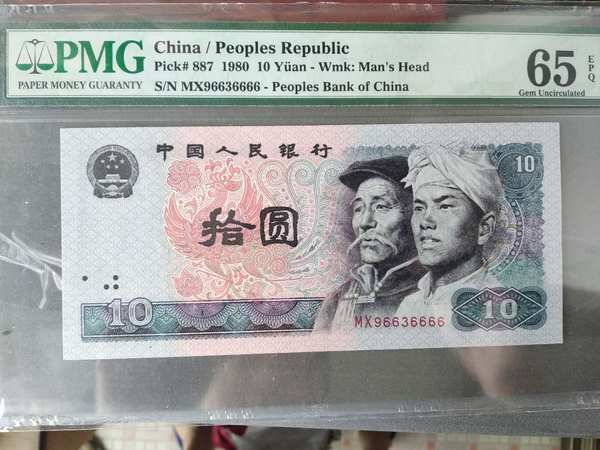 PMG
PAPER MONEY GUARANTY
China / Peoples Republic
Pick# 887 1980 10 Yüan - Wmk: Man's Head
S/N MX96636666 - Peoples Bank of China
65 EPQ
Gem Uncirculated
中国人民银行
10
拾圆
MX96636666
10
10